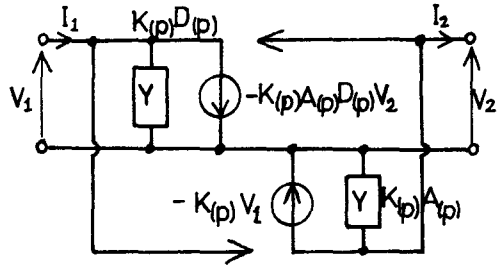 I₁ K(p)D(p) I₂
V₁ Y -K(p)A(p)D(p)V₂ V₂
- K(p) V₁ Y K(p) A(p)